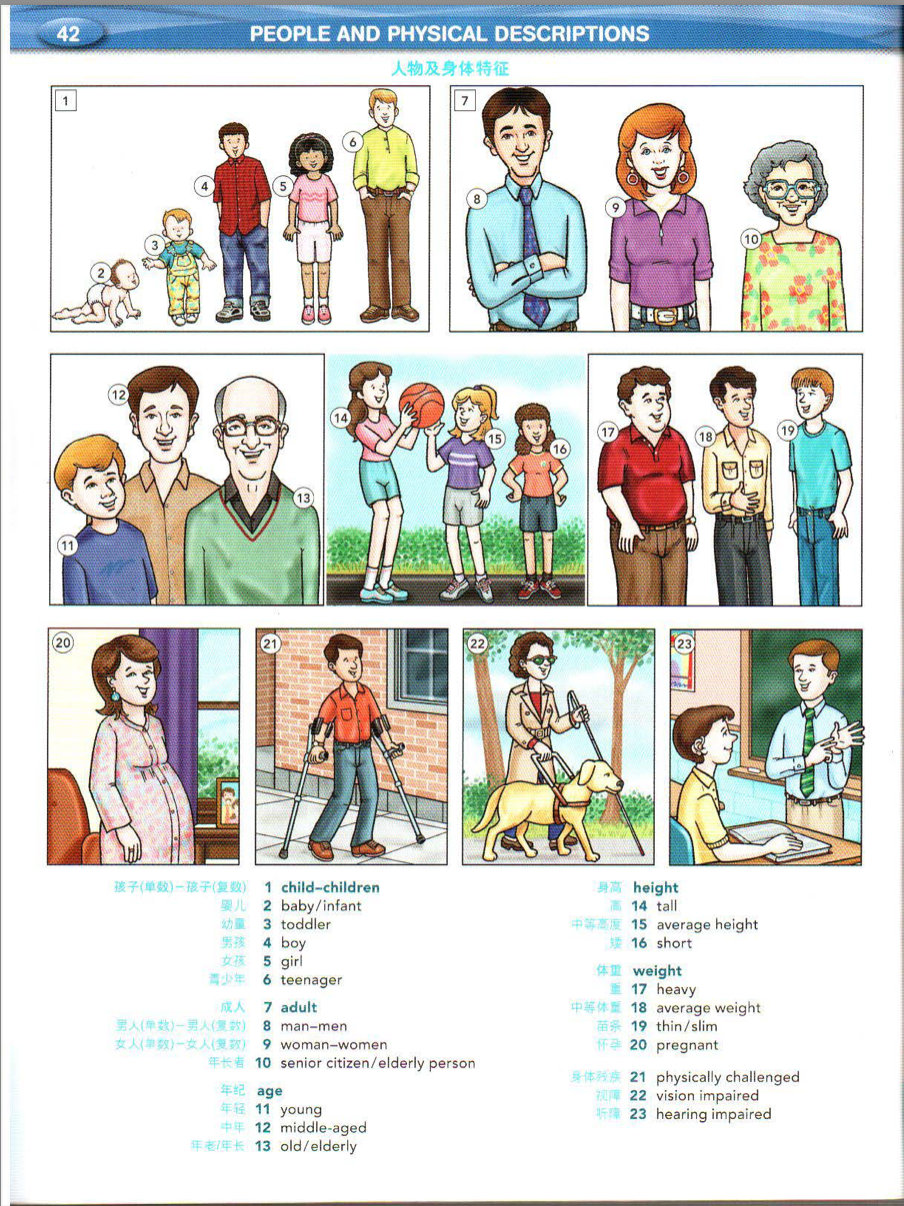 42
PEOPLE AND PHYSICAL DESCRIPTIONS
人物及身体特征
1
2
3
4
5
6
7
8
9
10
11
12
13
14
15
16
17
18
19
20
21
22
23
孩子(单数)–孩子(复数) 1 child–children
婴儿 2 baby/infant
幼童 3 toddler
男孩 4 boy
女孩 5 girl
青少年 6 teenager
成人 7 adult
男人(单数)–男人(复数) 8 man–men
女人(单数)–女人(复数) 9 woman–women
年长者 10 senior citizen/elderly person
年纪 age
年轻 11 young
中年 12 middle-aged
年老/年长 13 old/elderly
身高 height
高 14 tall
中等高度 15 average height
矮 16 short
体重 weight
重 17 heavy
中等体重 18 average weight
苗条 19 thin/slim
怀孕 20 pregnant
身体残疾 21 physically challenged
视障 22 vision impaired
听障 23 hearing impaired